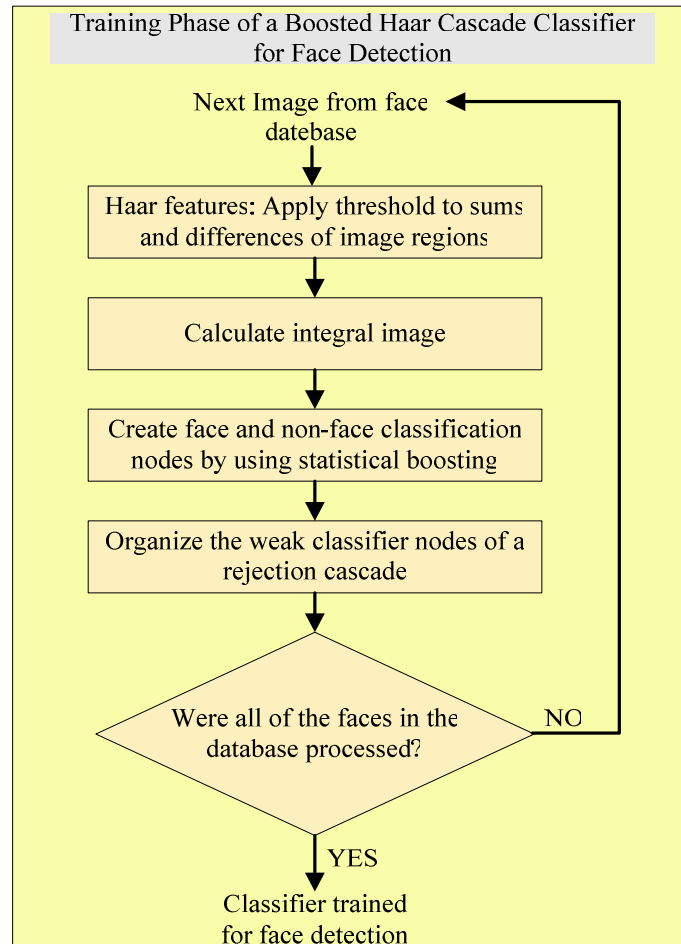 Training Phase of a Boosted Haar Cascade Classifier
for Face Detection
Next Image from face
datebase
Haar features: Apply threshold to sums
and differences of image regions
Calculate integral image
Create face and non-face classification
nodes by using statistical boosting
Organize the weak classifier nodes of a
rejection cascade
Were all of the faces in the
database processed?
NO
YES
Classifier trained
for face detection